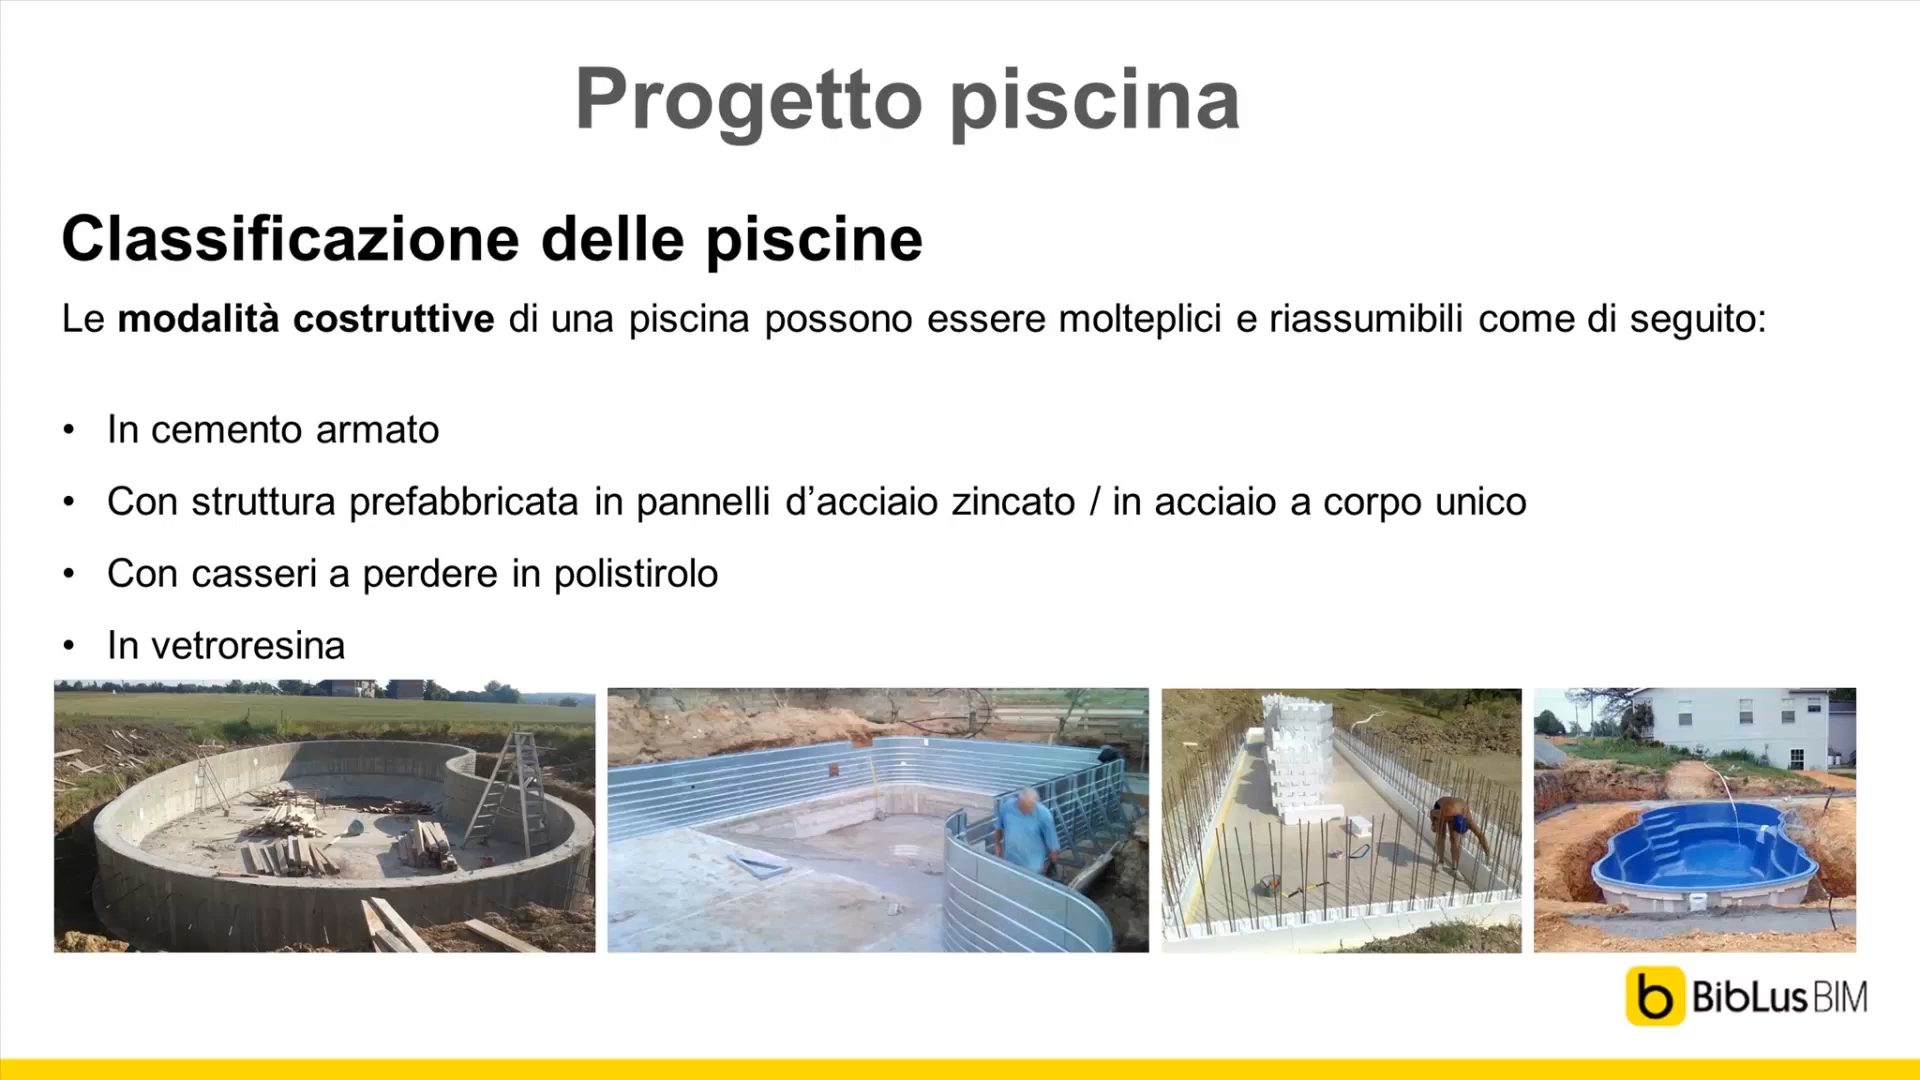 Progetto piscina
Classificazione delle piscine
Le modalità costruttive di una piscina possono essere molteplici e riassumibili come di seguito:
• In cemento armato
• Con struttura prefabbricata in pannelli d’acciaio zincato / in acciaio a corpo unico
• Con casseri a perdere in polistirolo
• In vetroresina
b BibLus BIM